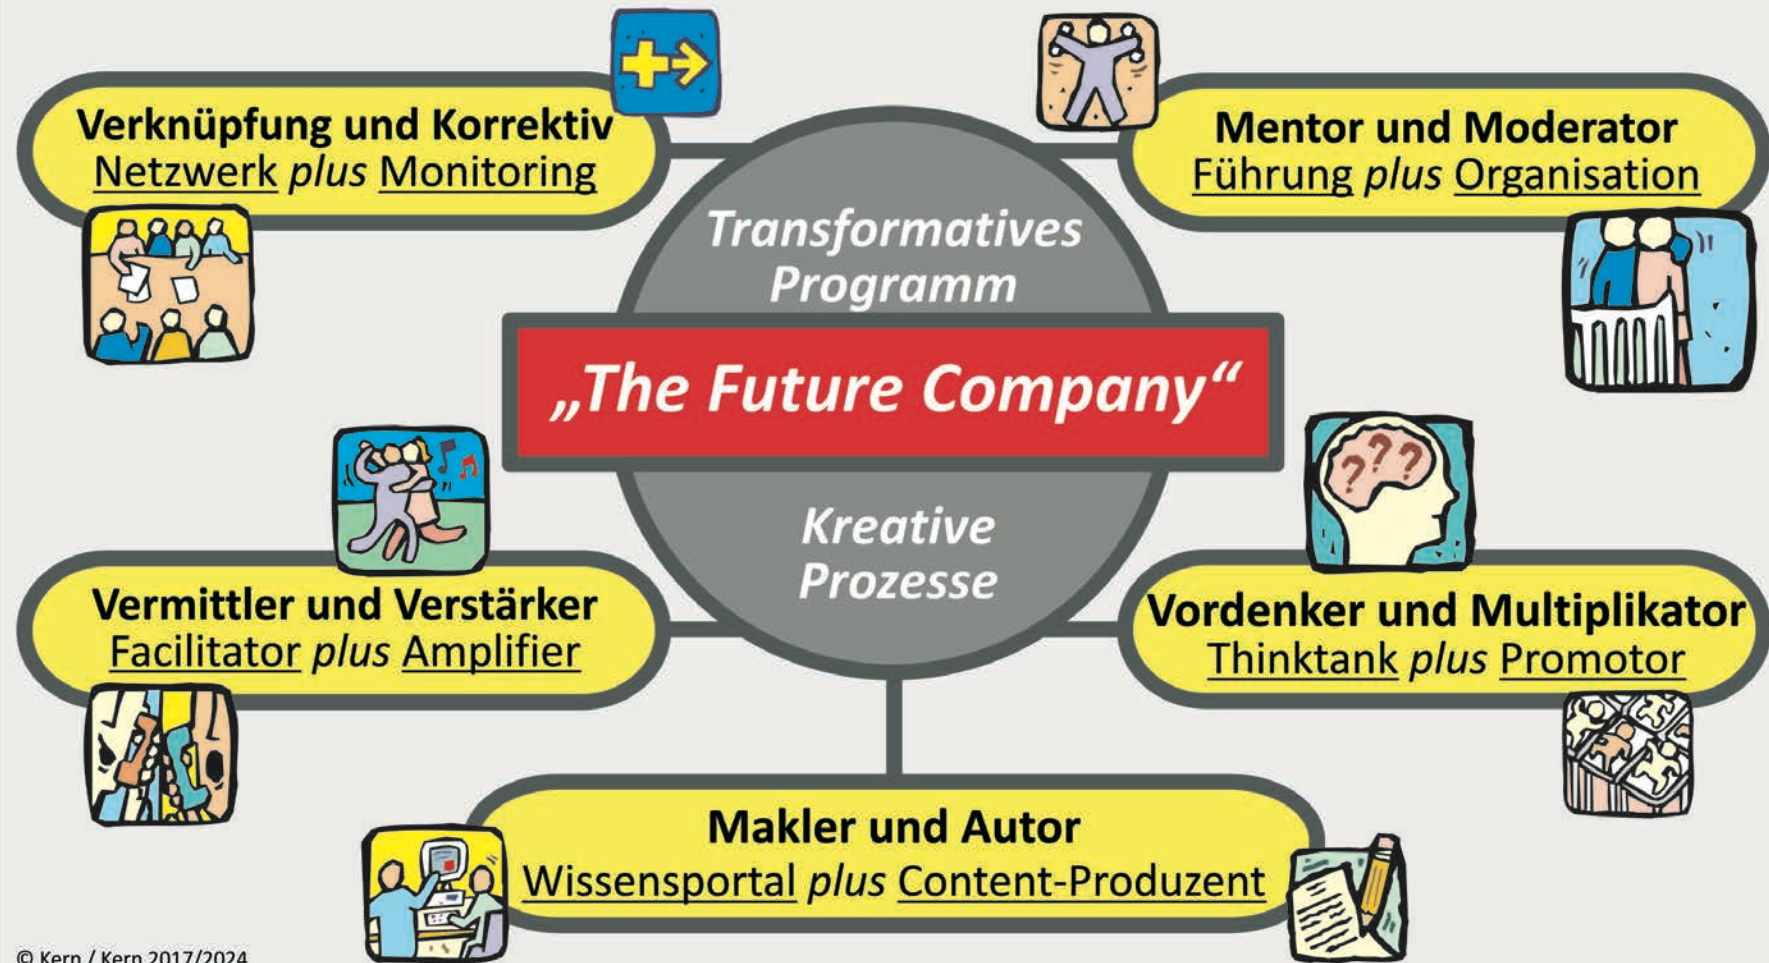 Verknüpfung und Korrektiv
Netzwerk plus Monitoring
Mentor und Moderator
Führung plus Organisation
Transformatives
Programm
„The Future Company“
Kreative
Prozesse
Vermittler und Verstärker
Facilitator plus Amplifier
Vordenker und Multiplikator
Thinktank plus Promotor
Makler und Autor
Wissensportal plus Content-Produzent
© Kern / Kern 2017/2024